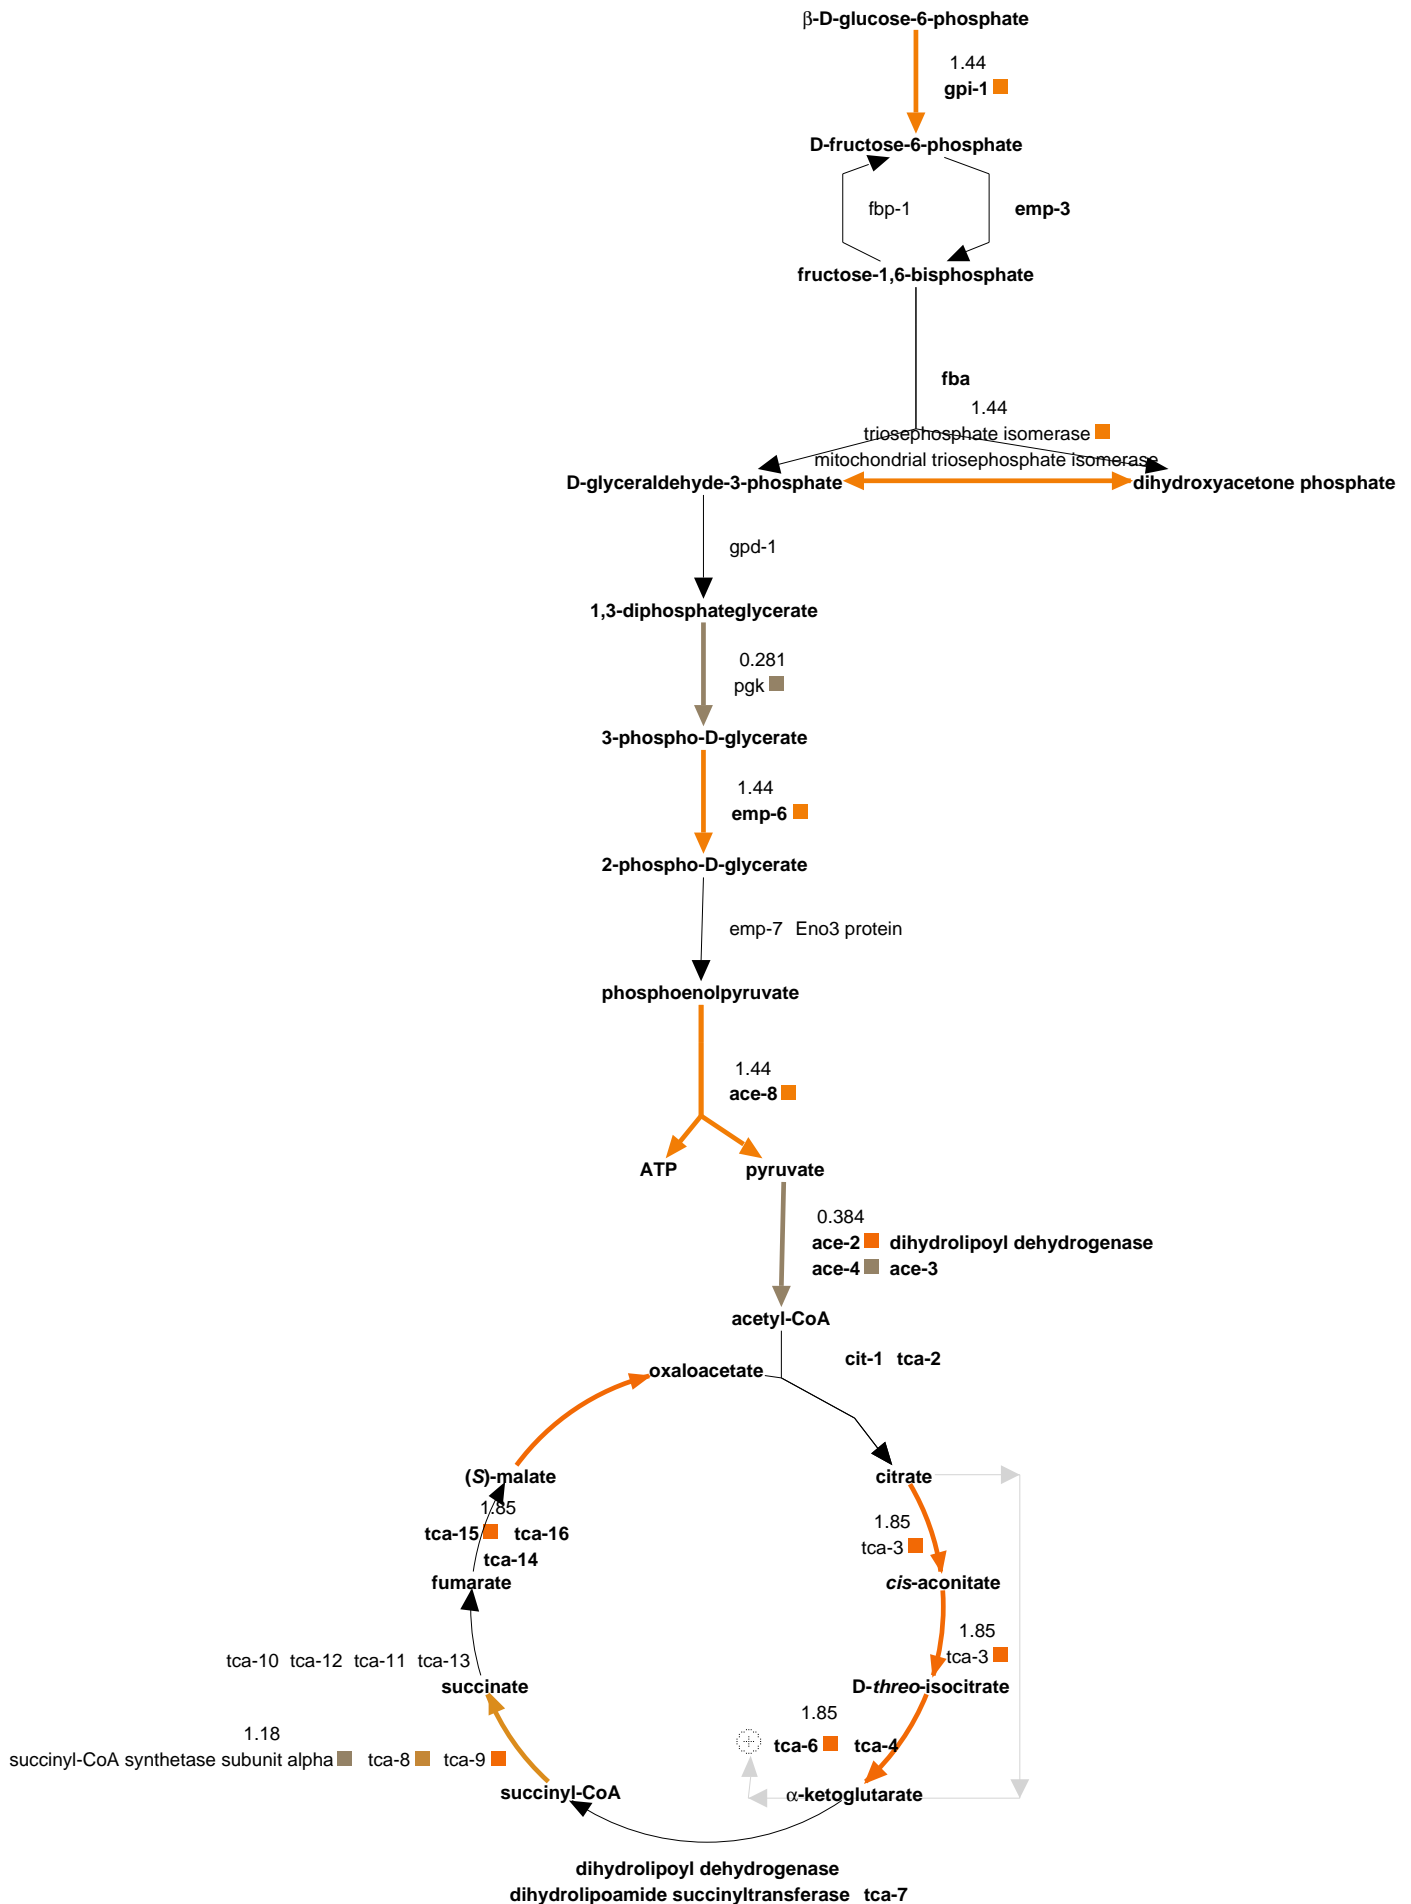 β-D-glucose-6-phosphate
1.44
gpi-1
D-fructose-6-phosphate
fbp-1
emp-3
fructose-1,6-bisphosphate
fba
1.44
triosephosphate isomerase
mitochondrial triosephosphate isomerase
D-glyceraldehyde-3-phosphate
dihydroxyacetone phosphate
gpd-1
1,3-diphosphateglycerate
0.281
pgk
3-phospho-D-glycerate
1.44
emp-6
2-phospho-D-glycerate
emp-7 Eno3 protein
phosphoenolpyruvate
1.44
ace-8
ATP
pyruvate
0.384
ace-2 dihydrolipoyl dehydrogenase
ace-4 ace-3
acetyl-CoA
cit-1 tca-2
oxaloacetate
(S)-malate
citrate
1.85
tca-15 tca-16
tca-14
1.85
tca-3
fumarate
cis-aconitate
1.85
tca-3
tca-10 tca-12 tca-11 tca-13
succinate
D-threo-isocitrate
1.85
tca-6 tca-4
1.18
succinyl-CoA synthetase subunit alpha tca-8 tca-9
succinyl-CoA
α-ketoglutarate
dihydrolipoyl dehydrogenase
dihydrolipoamide succinyltransferase tca-7